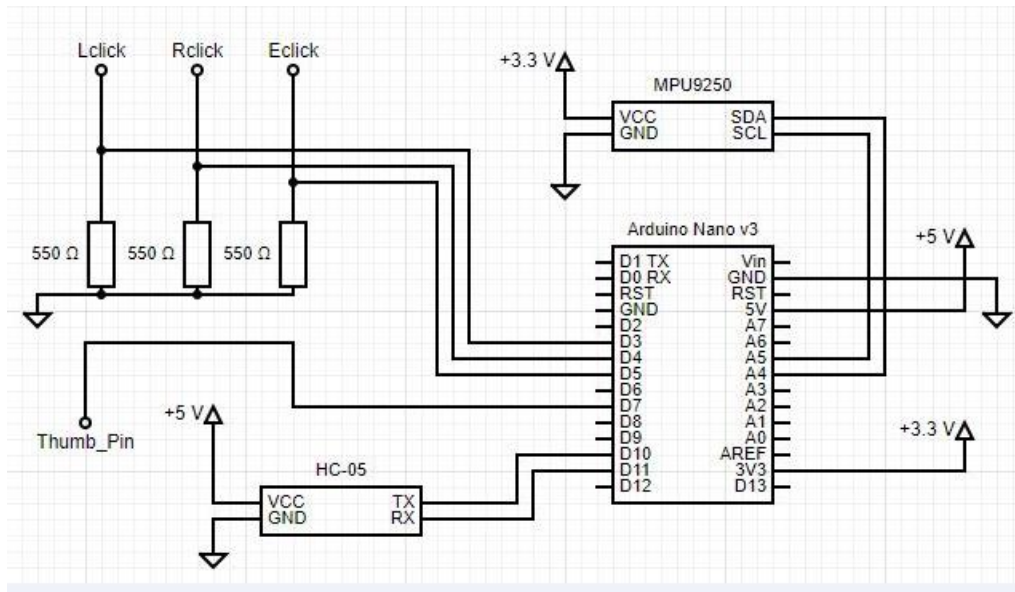 Lclick Rclick Eclick
+3.3 V
MPU9250
VCC SDA
GND SCL
550 Ω 550 Ω 550 Ω
Arduino Nano v3
+5 V
D1 TX Vin
D0 RX GND
RST RST
GND 5V
D2 A7
D3 A6
D4 A5
D5 A4
D6 A3
D7 A2
D8 A1
D9 A0
D10 AREF
D11 3V3
D12 D13
+3.3 V
+5 V
Thumb_Pin
HC-05
VCC TX
GND RX